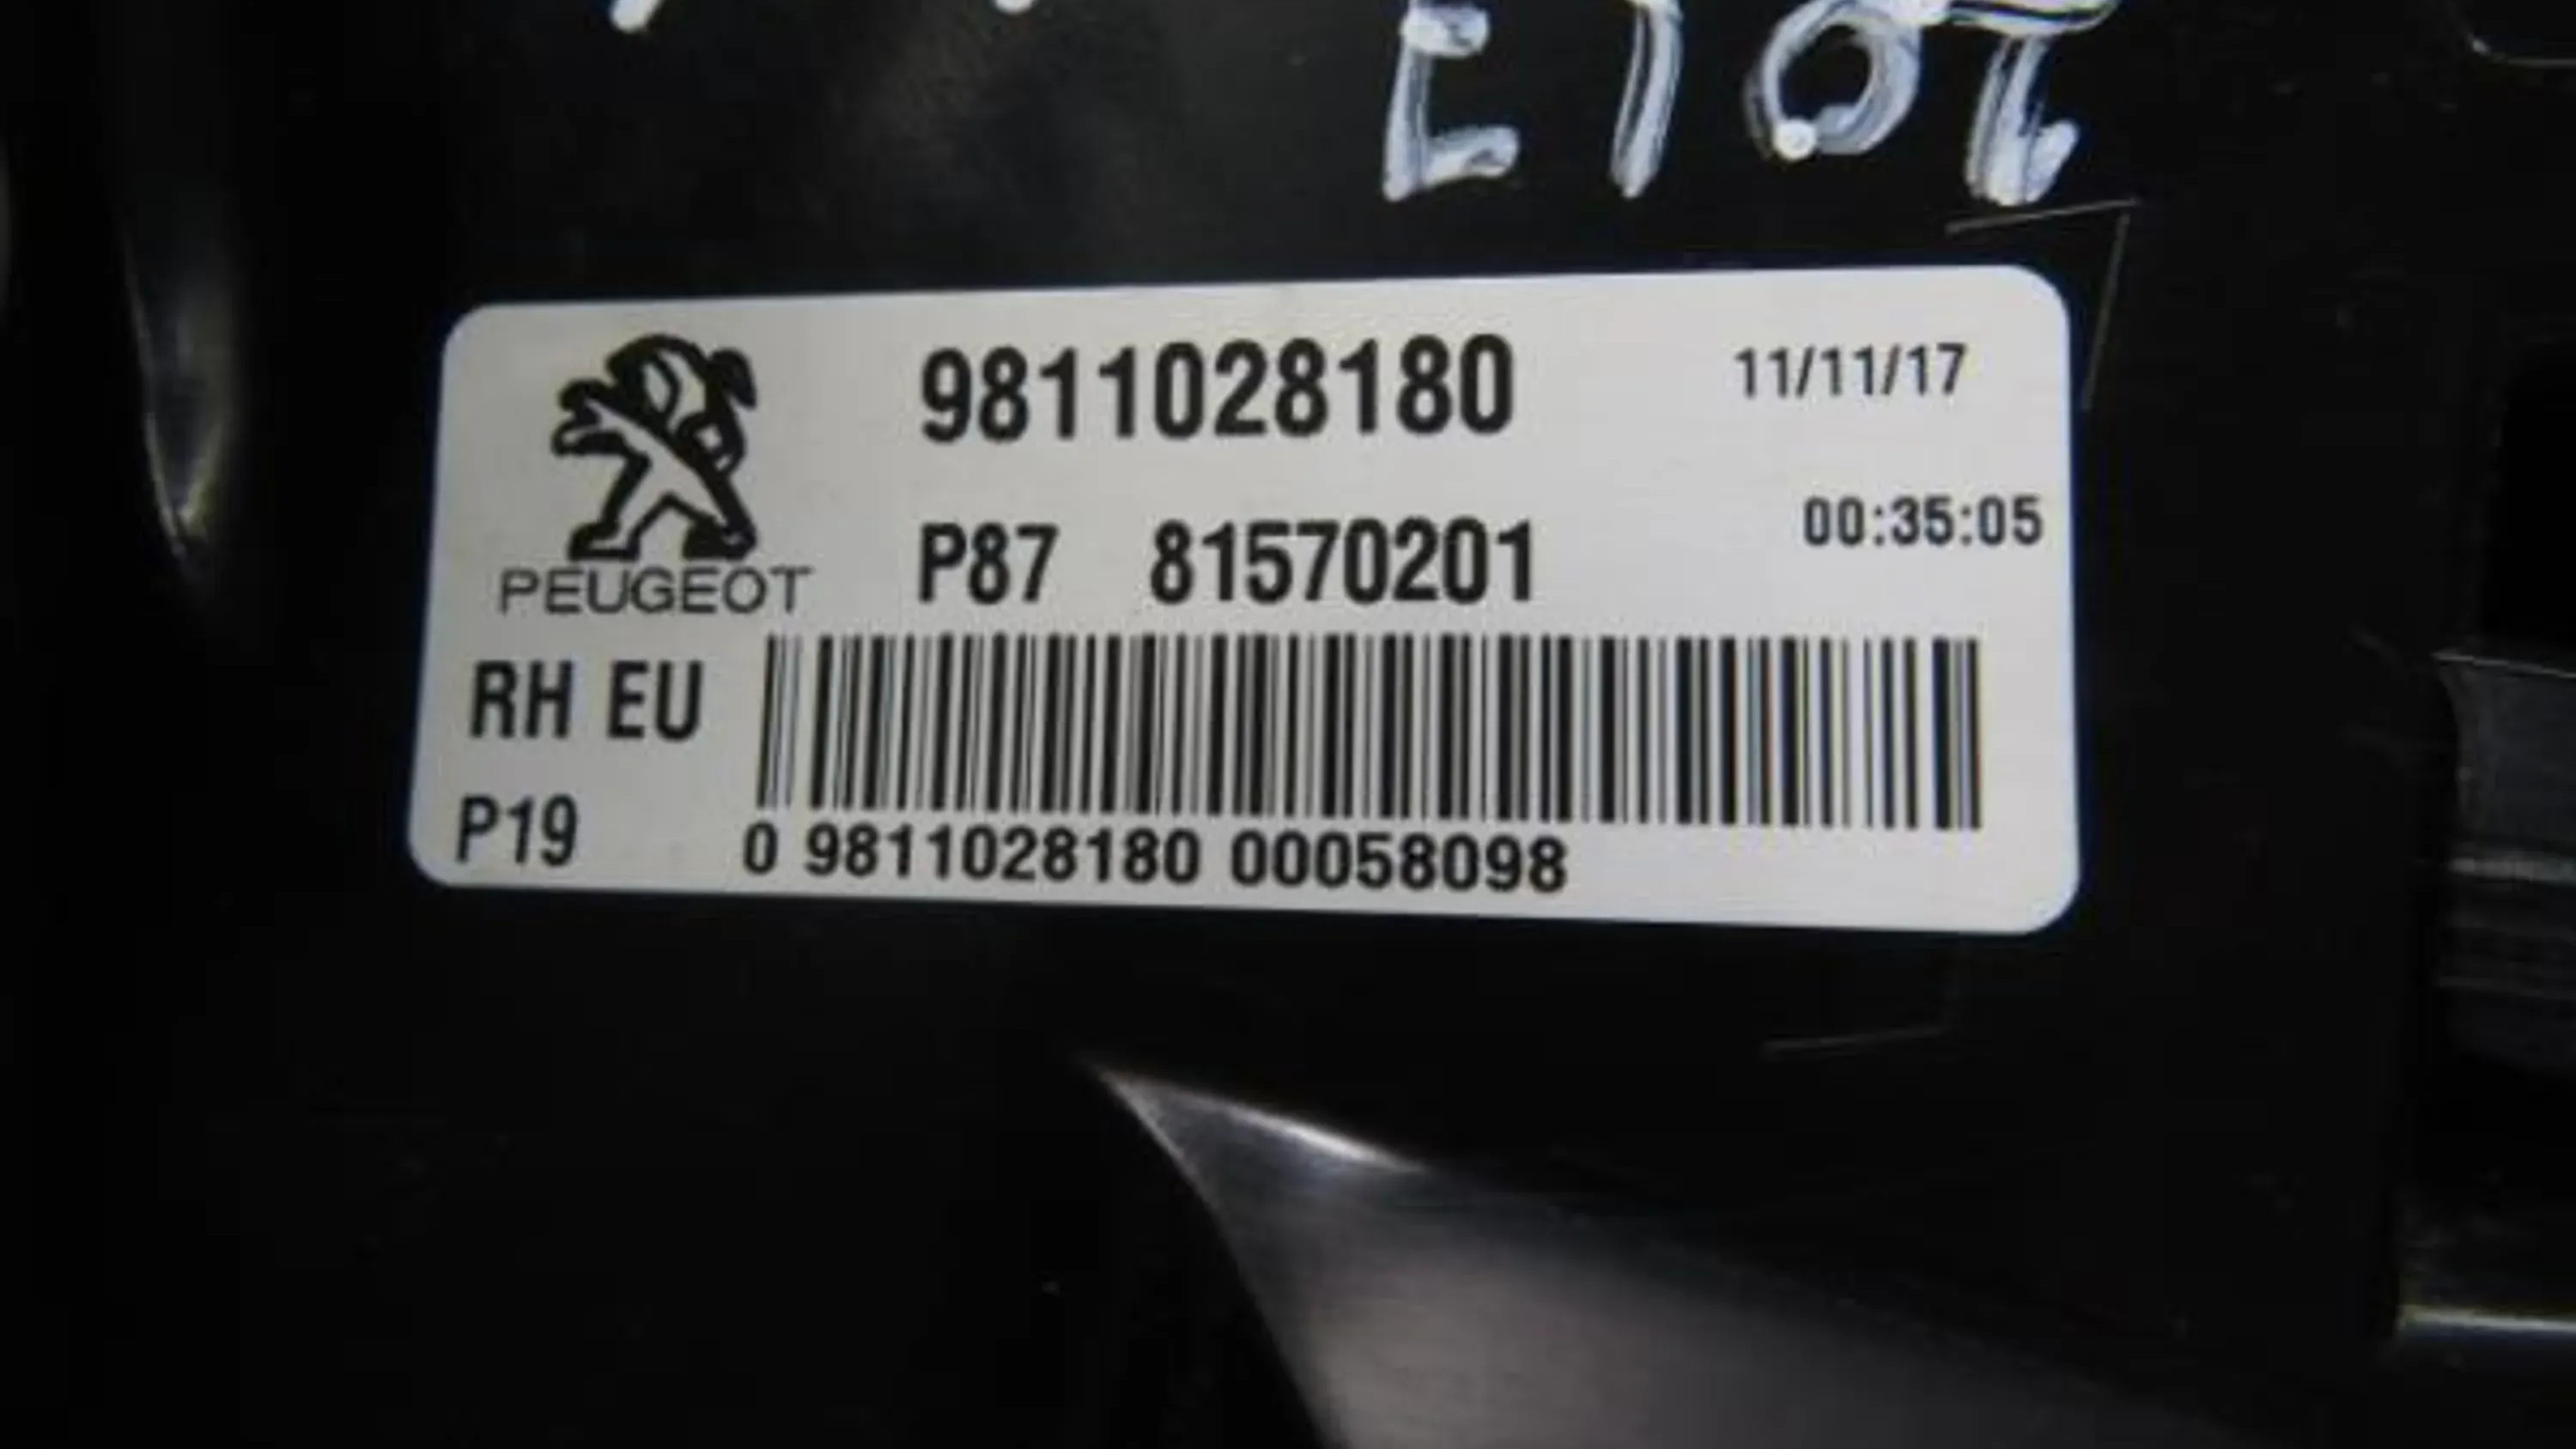 9811028180
11/11/17
P87 81570201
00:35:05
PEUGEOT
RH EU
P19
0 9811028180 00058098